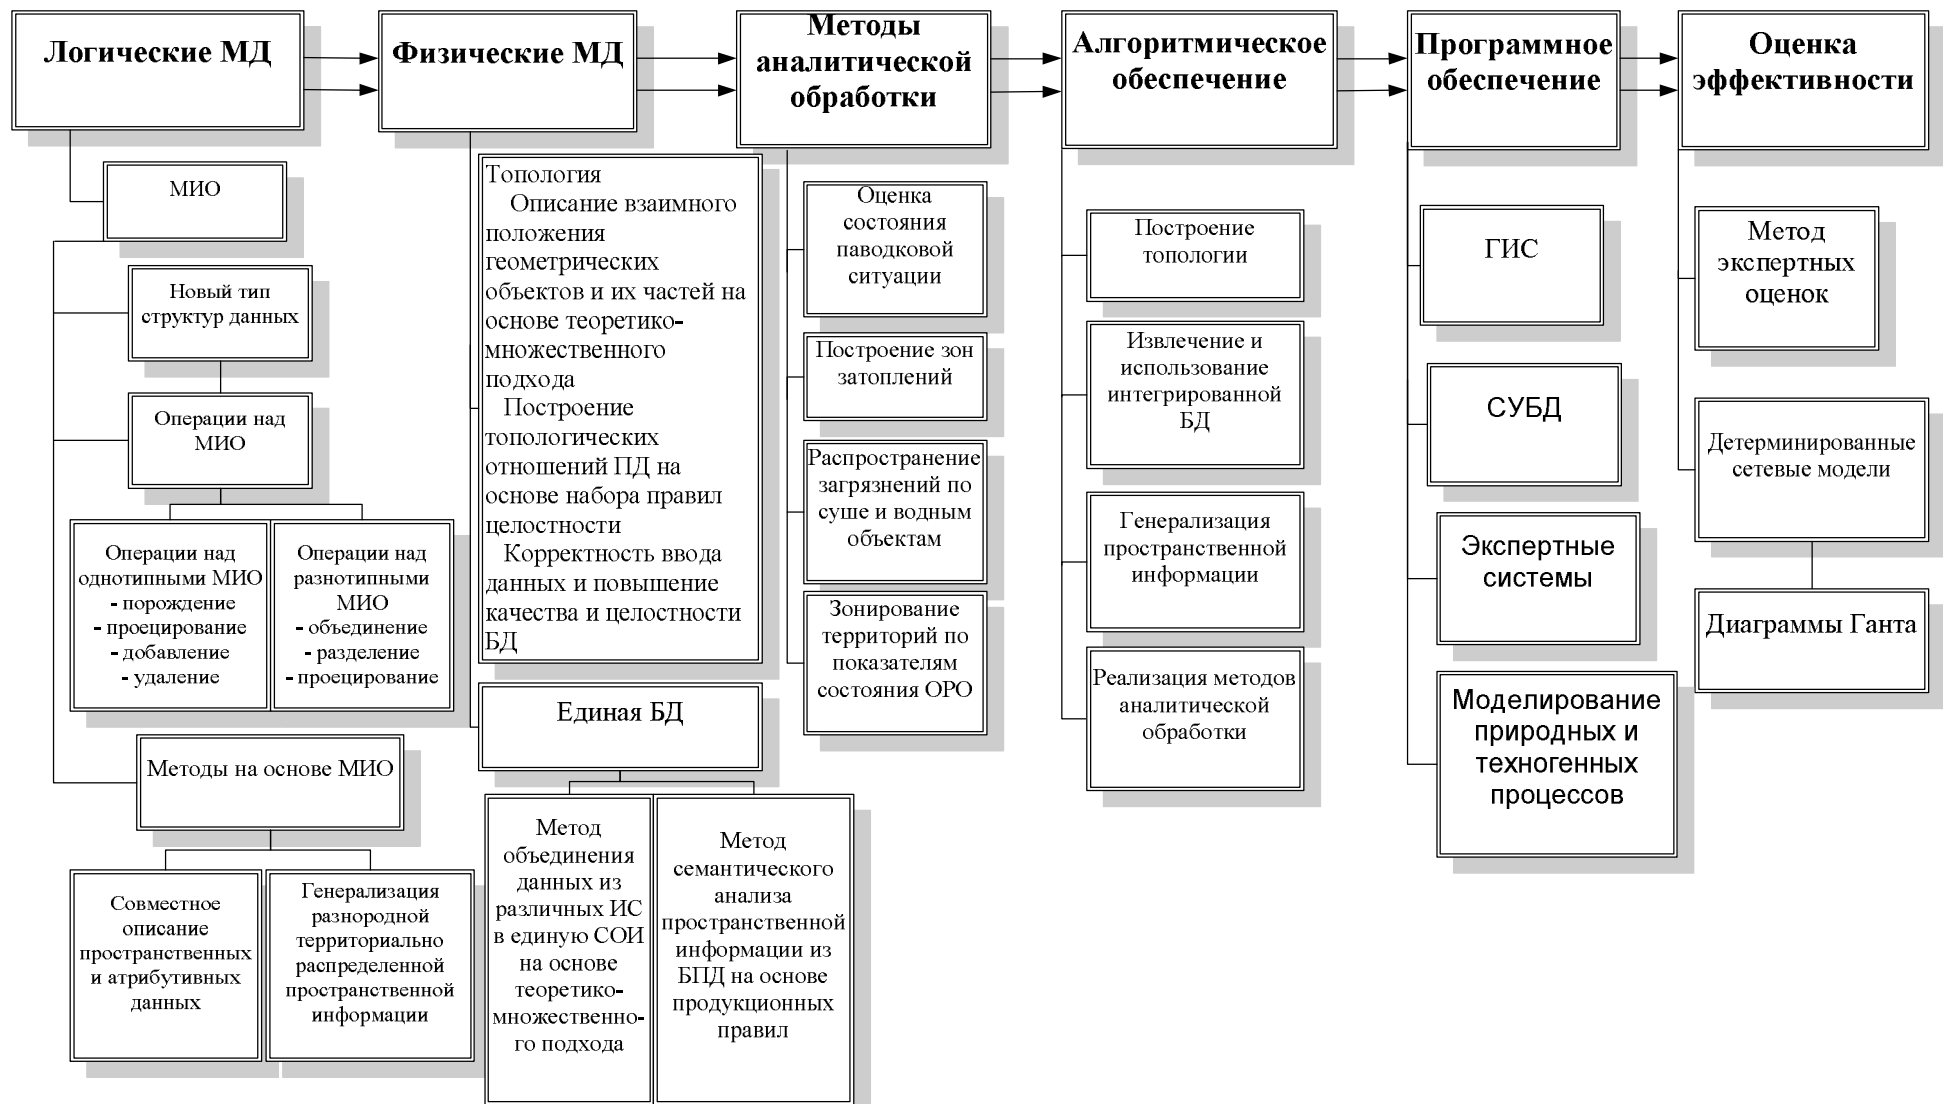 Логические МД
Физические МД
Методы
аналитической
обработки
Алгоритмическое
обеспечение
Программное
обеспечение
Оценка
эффективности
МИО
Новый тип
структур данных
Операции над
МИО
Операции над
однотипными МИО
- порождение
- проецирование
- добавление
- удаление
Операции над
разнотипными
МИО
- объединение
- разделение
- проецирование
Методы на основе МИО
Совместное
описание
пространственных
и атрибутивных
данных
Генерализация
разнородной
территориально
распределенной
пространственной
информации
Топология
Описание взаимного
положения
геометрических
объектов и их частей на
основе теоретико-
множественного
подхода
Построение
топологических
отношений ПД на
основе набора правил
целостности
Корректность ввода
данных и повышение
качества и целостности
БД
Единая БД
Метод
объединения
данных из
различных ИС
в единую СОИ
на основе
теоретико-
множественно-
го подхода
Метод
семантического
анализа
пространственной
информации из
БПД на основе
продукционных
правил
Оценка
состояния
паводковой
ситуации
Построение зон
затоплений
Распространение
загрязнений по
суше и водным
объектам
Зонирование
территорий по
показателям
состояния ОРО
Построение
топологии
Извлечение и
использование
интегрированной
БД
Генерализация
пространственной
информации
Реализация методов
аналитической
обработки
ГИС
СУБД
Экспертные
системы
Моделирование
природных и
техногенных
процессов
Метод
экспертных
оценок
Детерминированные
сетевые модели
Диаграммы Ганта